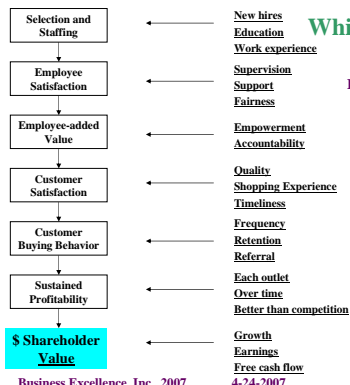 Selection and
Staffing
New hires
Education
Work experience
Whi
Employee
Satisfaction
Supervision
Support
Fairness
Employee-added
Value
Empowerment
Accountability
Customer
Satisfaction
Quality
Shopping Experience
Timeliness
Customer
Buying Behavior
Frequency
Retention
Referral
Sustained
Profitability
Each outlet
Over time
Better than competition
$ Shareholder
Value
Growth
Earnings
Free cash flow
Business Excellence, Inc. 2007 4-24-2007